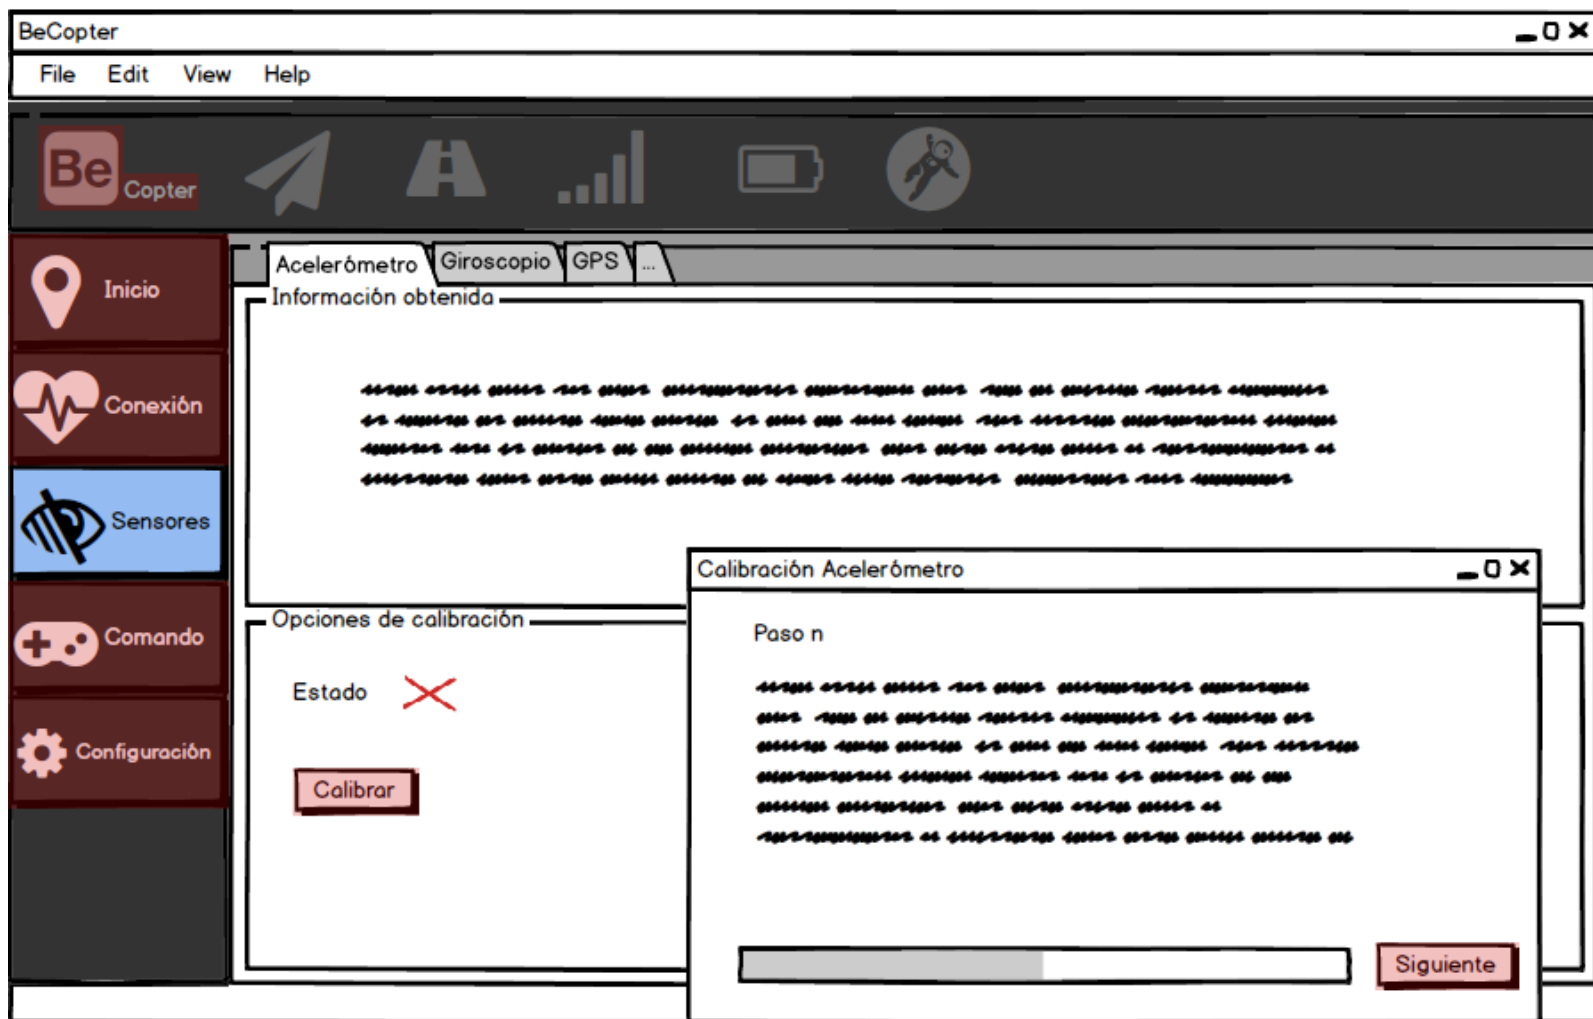 BeCopter
File Edit View Help
Be Copter
Inicio
Conexión
Sensores
Comando
Configuración
Acelerómetro Giroscopio GPS ...
Información obtenida
Opciones de calibración
Estado
Calibrar
Calibración Acelerómetro
Paso n
Siguiente